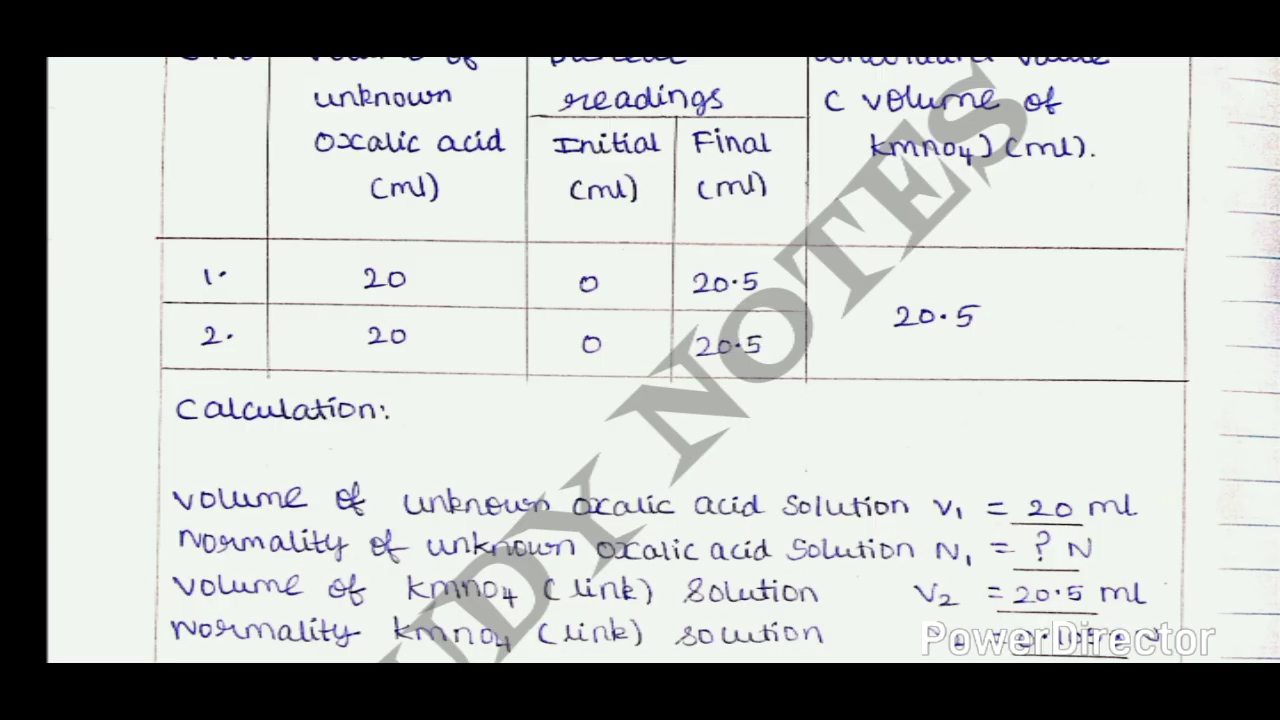 unknown
oxalic acid
(ml)
readings
Initial
(ml)
Final
(ml)
C volume of
kmno4) (ml).
1. 20 0 20.5
2. 20 0 20.5
20.5
Calculation:
volume of unknown oxalic acid solution V1 = 20 ml
Normality of unknown oxalic acid solution N1 = ? N
volume of kmno4 (link) solution V2 = 20.5 ml
Normality kmno4 (link) solution
STUDY NOTES
PowerDirector